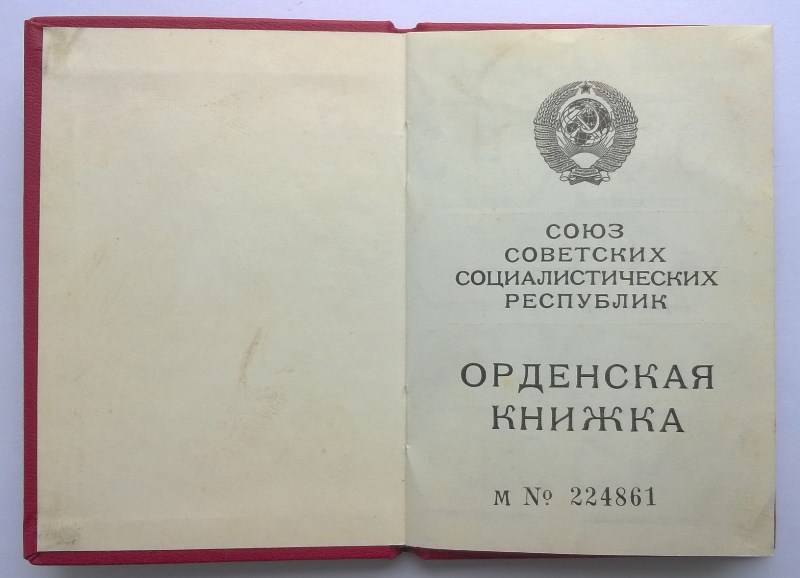 СОЮЗ
СОВЕТСКИХ
СОЦИАЛИСТИЧЕСКИХ
РЕСПУБЛИК
ОРДЕНСКАЯ
КНИЖКА
М № 224861